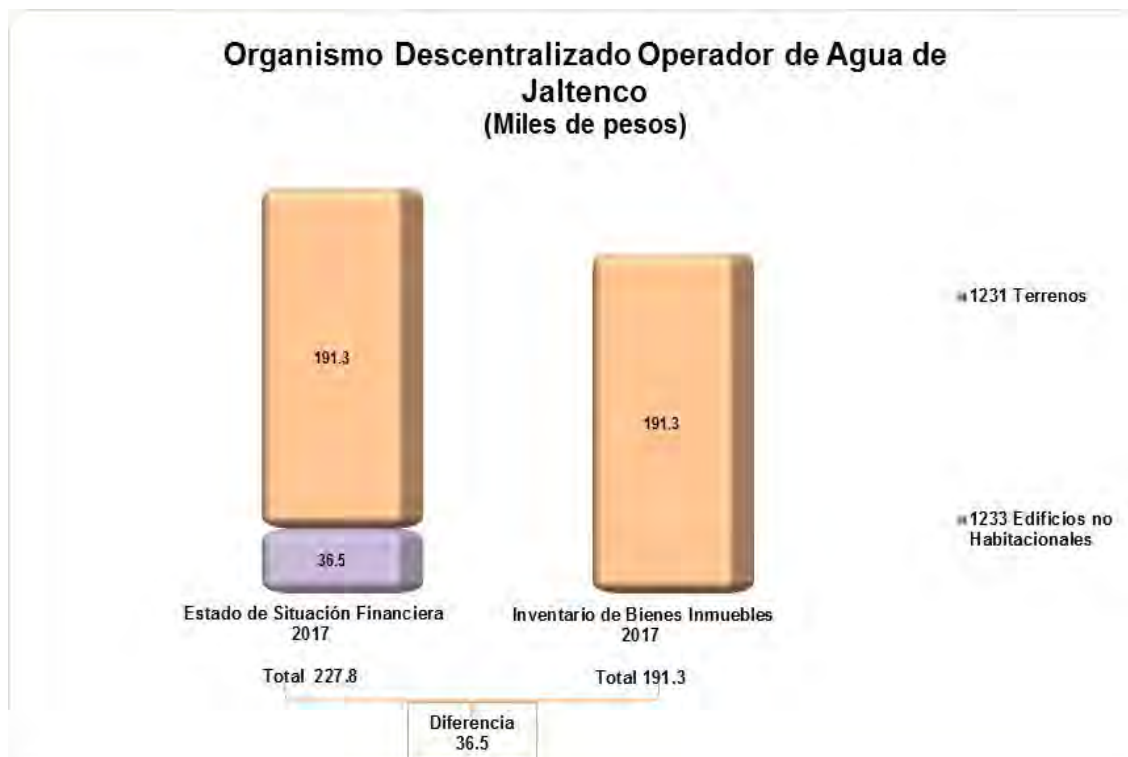 Organismo Descentralizado Operador de Agua de
Jaltenco
(Miles de pesos)
191.3
191.3
1231 Terrenos
36.5
1233 Edificios no
Habitacionales
Estado de Situación Financiera
2017
Inventario de Bienes Inmuebles
2017
Total 227.8
Total 191.3
Diferencia
36.5